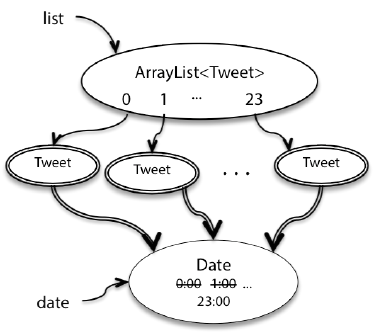 list
ArrayList<Tweet>
0 1 ... 23
Tweet Tweet . . . Tweet
Date
0:00 1:00 ...
23:00
date